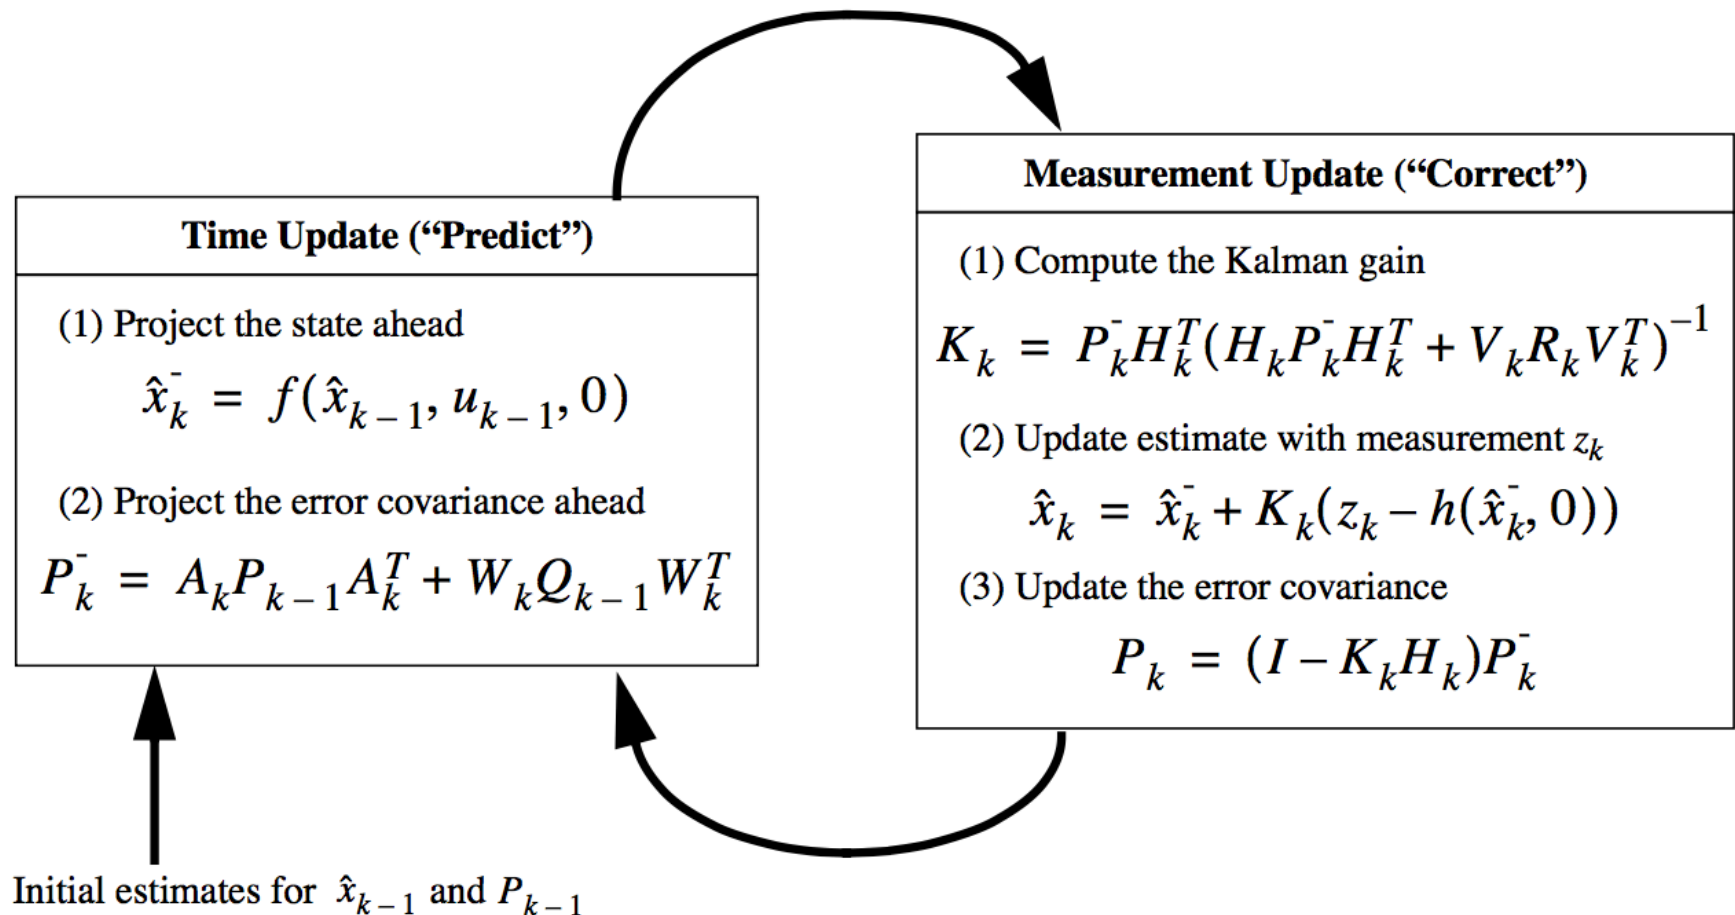 Time Update (“Predict”)
(1) Project the state ahead
x̂ₖ⁻ = f(x̂ₖ₋₁, uₖ₋₁, 0)
(2) Project the error covariance ahead
Pₖ⁻ = AₖPₖ₋₁Aₖᵀ + WₖQₖ₋₁Wₖᵀ
Initial estimates for x̂ₖ₋₁ and Pₖ₋₁
Measurement Update (“Correct”)
(1) Compute the Kalman gain
Kₖ = Pₖ⁻Hₖᵀ(HₖPₖ⁻Hₖᵀ + VₖRₖVₖᵀ)⁻¹
(2) Update estimate with measurement zₖ
x̂ₖ = x̂ₖ⁻ + Kₖ(zₖ – h(x̂ₖ⁻, 0))
(3) Update the error covariance
Pₖ = (I – KₖHₖ)Pₖ⁻